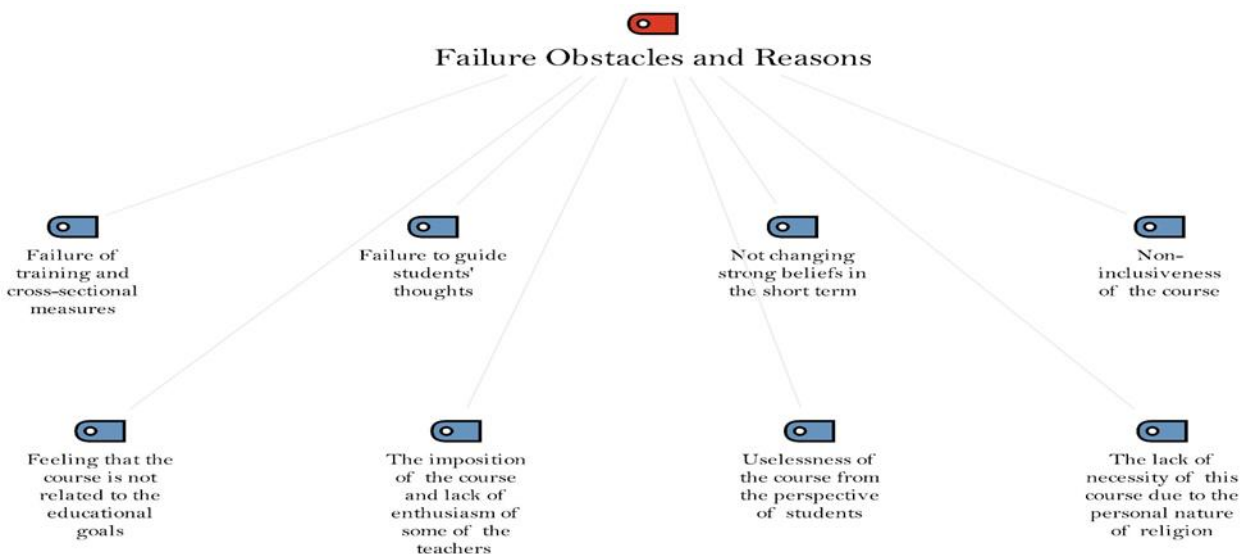 Failure Obstacles and Reasons
Failure of
training and
cross-sectional
measures
Failure to guide
students'
thoughts
Not changing
strong beliefs in
the short term
Non-
inclusiveness
of the course
Feeling that the
course is not
related to the
educational
goals
The imposition
of the course
and lack of
enthusiasm of
some of the
teachers
Uselessness of
the course from
the perspective
of students
The lack of
necessity of this
course due to the
personal nature
of religion